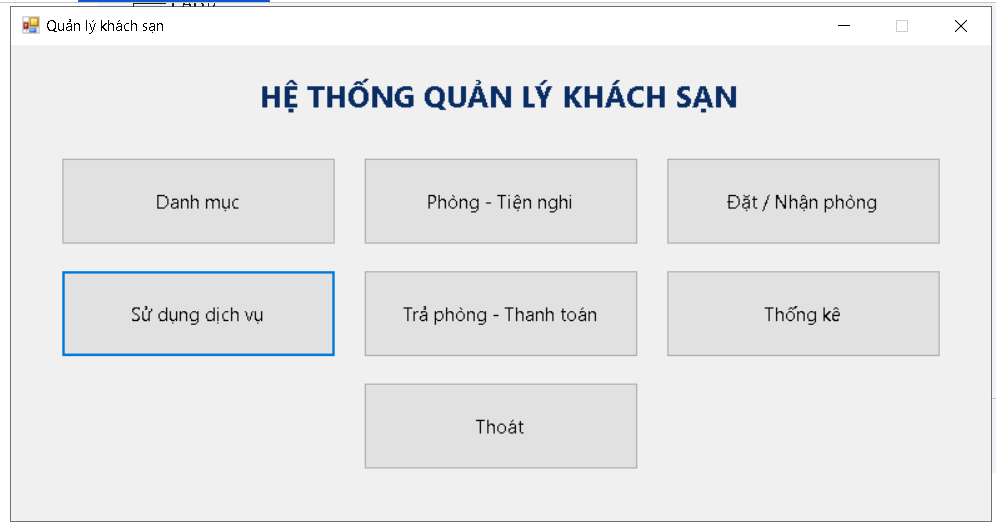 Quản lý khách sạn
HỆ THỐNG QUẢN LÝ KHÁCH SẠN
Danh mục
Phòng - Tiện nghi
Đặt / Nhận phòng
Sử dụng dịch vụ
Trả phòng - Thanh toán
Thống kê
Thoát